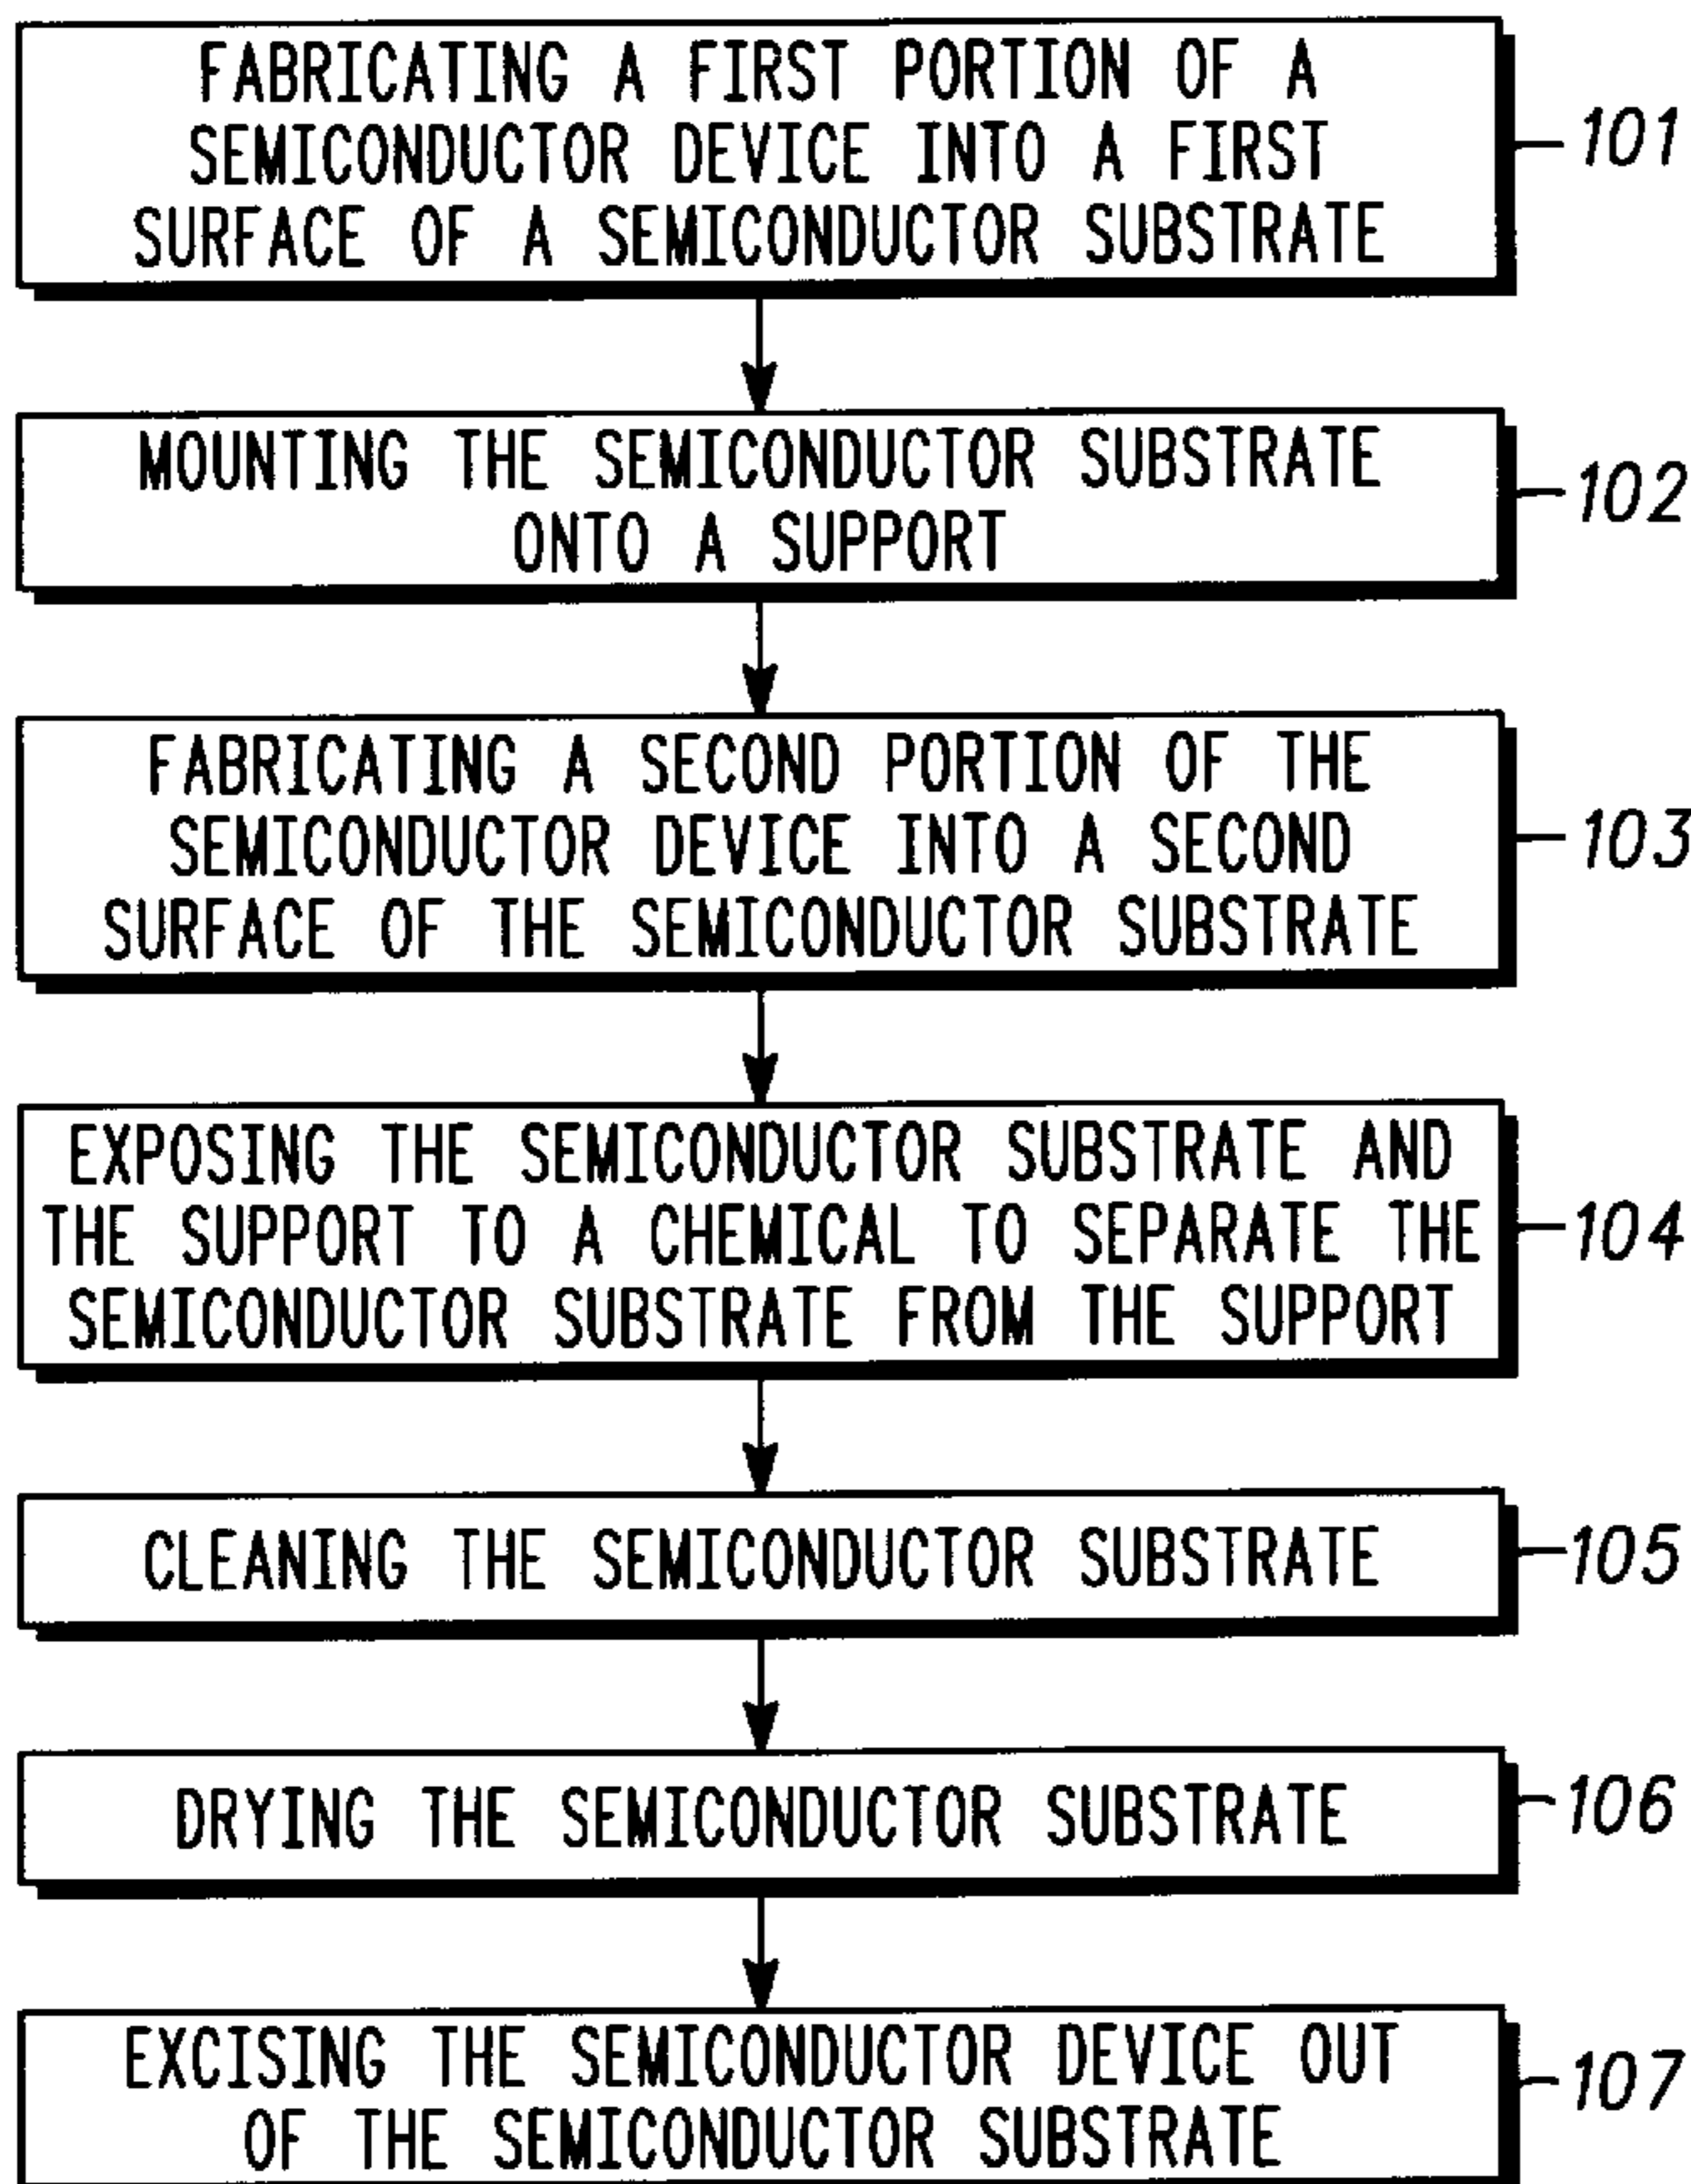 FABRICATING A FIRST PORTION OF A
SEMICONDUCTOR DEVICE INTO A FIRST
SURFACE OF A SEMICONDUCTOR SUBSTRATE
101
MOUNTING THE SEMICONDUCTOR SUBSTRATE
ONTO A SUPPORT
102
FABRICATING A SECOND PORTION OF THE
SEMICONDUCTOR DEVICE INTO A SECOND
SURFACE OF THE SEMICONDUCTOR SUBSTRATE
103
EXPOSING THE SEMICONDUCTOR SUBSTRATE AND
THE SUPPORT TO A CHEMICAL TO SEPARATE THE
SEMICONDUCTOR SUBSTRATE FROM THE SUPPORT
104
CLEANING THE SEMICONDUCTOR SUBSTRATE
105
DRYING THE SEMICONDUCTOR SUBSTRATE
106
EXCISING THE SEMICONDUCTOR DEVICE OUT
OF THE SEMICONDUCTOR SUBSTRATE
107